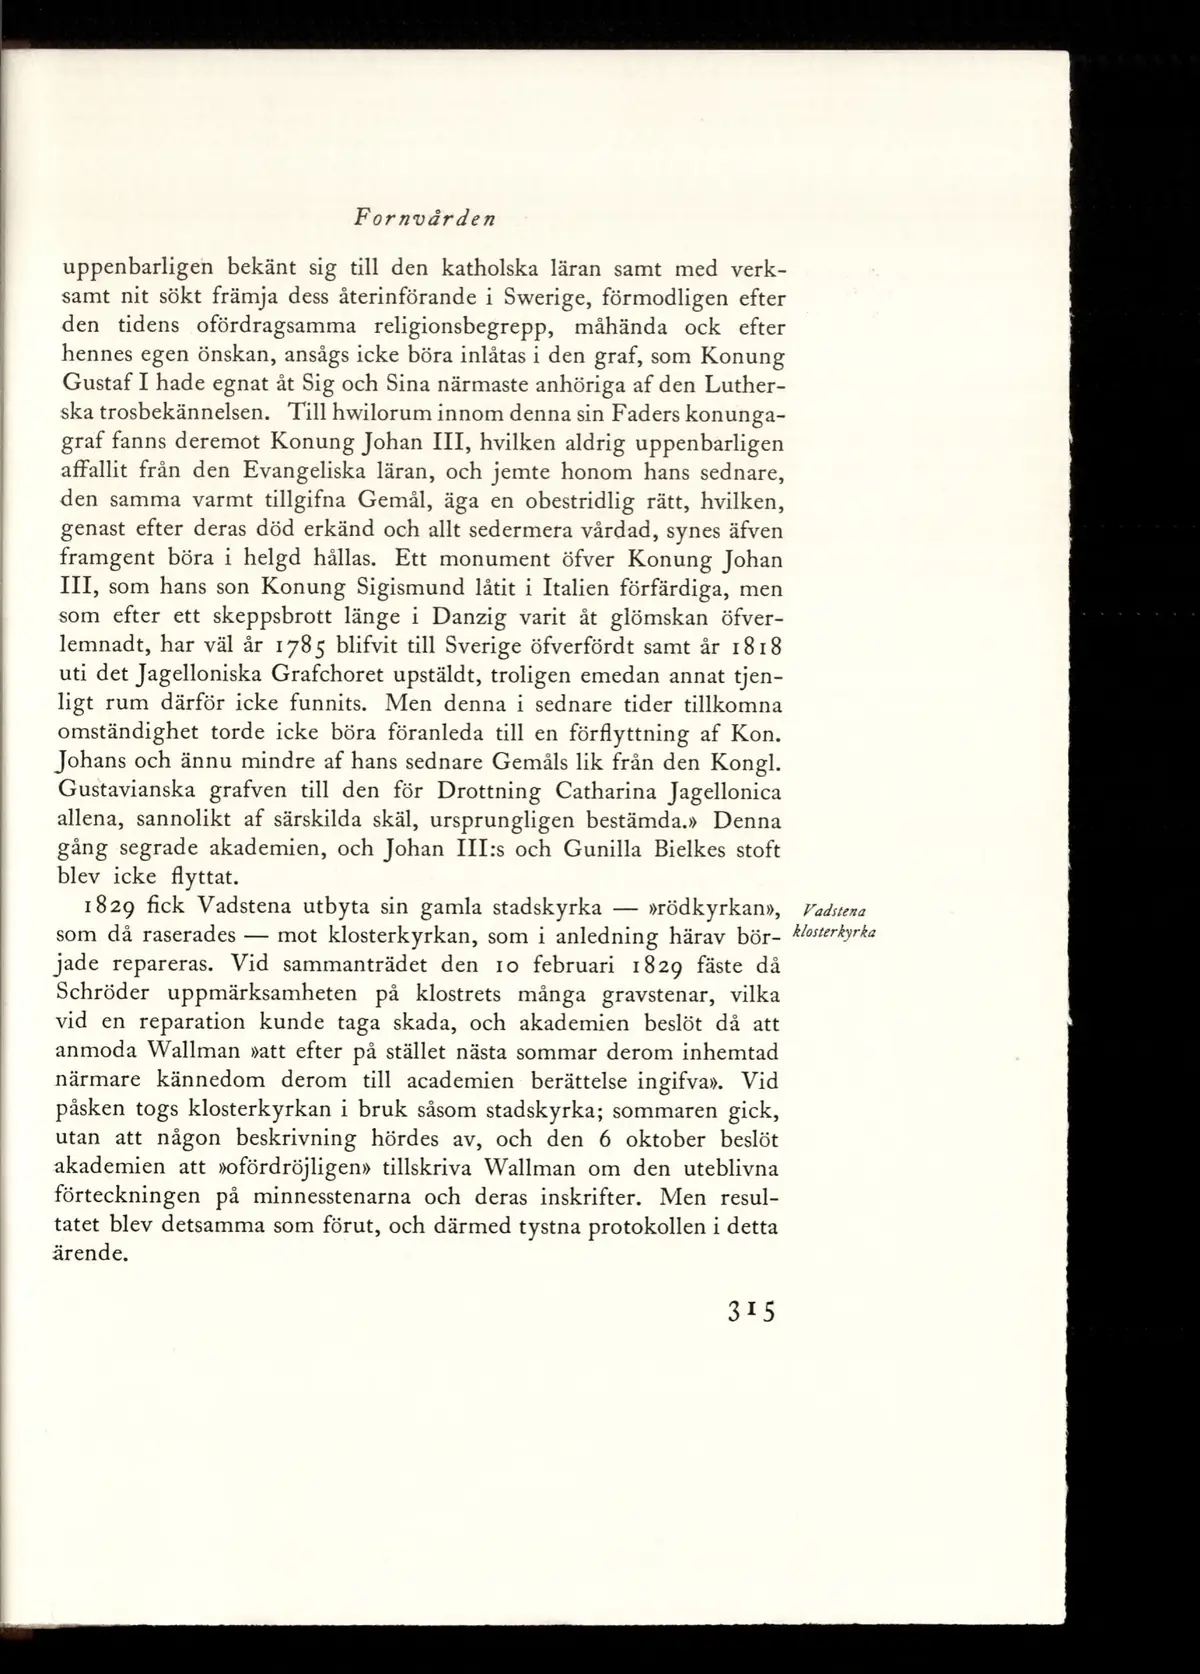 Fornvården
uppenbarligen bekänt sig till den katholska läran samt med verk-
samt nit sökt främja dess återinförande i Swerige, förmodligen efter
den tidens ofördragsamma religionsbegrepp, måhända ock efter
hennes egen önskan, ansågs icke böra inlåtas i den graf, som Konung
Gustaf I hade egnat åt Sig och Sina närmaste anhöriga af den Luther-
ska trosbekännelsen. Till hwilorum innom denna sin Faders konunga-
graf fanns deremot Konung Johan III, hvilken aldrig uppenbarligen
affallit från den Evangeliska läran, och jemte honom hans sednare,
den samma varmt tillgifna Gemål, äga en obestridlig rätt, hvilken,
genast efter deras död erkänd och allt sedermera vårdad, synes äfven
framgent böra i helgd hållas. Ett monument öfver Konung Johan
III, som hans son Konung Sigismund låtit i Italien förfärdiga, men
som efter ett skeppsbrott länge i Danzig varit åt glömskan öfver-
lemnadt, har väl år 1785 blifvit till Sverige öfverfördt samt år 1818
uti det Jagelloniska Grafchoret upstäldt, troligen emedan annat tjen-
ligt rum därför icke funnits. Men denna i sednare tider tillkomna
omständighet torde icke böra föranleda till en förflyttning af Kon.
Johans och ännu mindre af hans sednare Gemåls lik från den Kongl.
Gustavianska grafven till den för Drottning Catharina Jagellonica
allena, sannolikt af särskilda skäl, ursprungligen bestämda.» Denna
gång segrade akademien, och Johan III:s och Gunilla Bielkes stoft
blev icke flyttat.
1829 fick Vadstena utbyta sin gamla stadskyrka — »rödkyrkan»,
som då raserades — mot klosterkyrkan, som i anledning härav bör-
jade repareras. Vid sammanträdet den 10 februari 1829 fäste då
Schröder uppmärksamheten på klostrets många gravstenar, vilka
vid en reparation kunde taga skada, och akademien beslöt då att
anmoda Wallman »att efter på stället nästa sommar derom inhemtad
närmare kännedom derom till academien berättelse ingifva». Vid
påsken togs klosterkyrkan i bruk såsom stadskyrka; sommaren gick,
utan att någon beskrivning hördes av, och den 6 oktober beslöt
akademien att »ofördröjligen» tillskriva Wallman om den uteblivna
förteckningen på minnesstenarna och deras inskrifter. Men resul-
tatet blev detsamma som förut, och därmed tystna protokollen i detta
ärende.
Vadstena
klosterkyrka
315